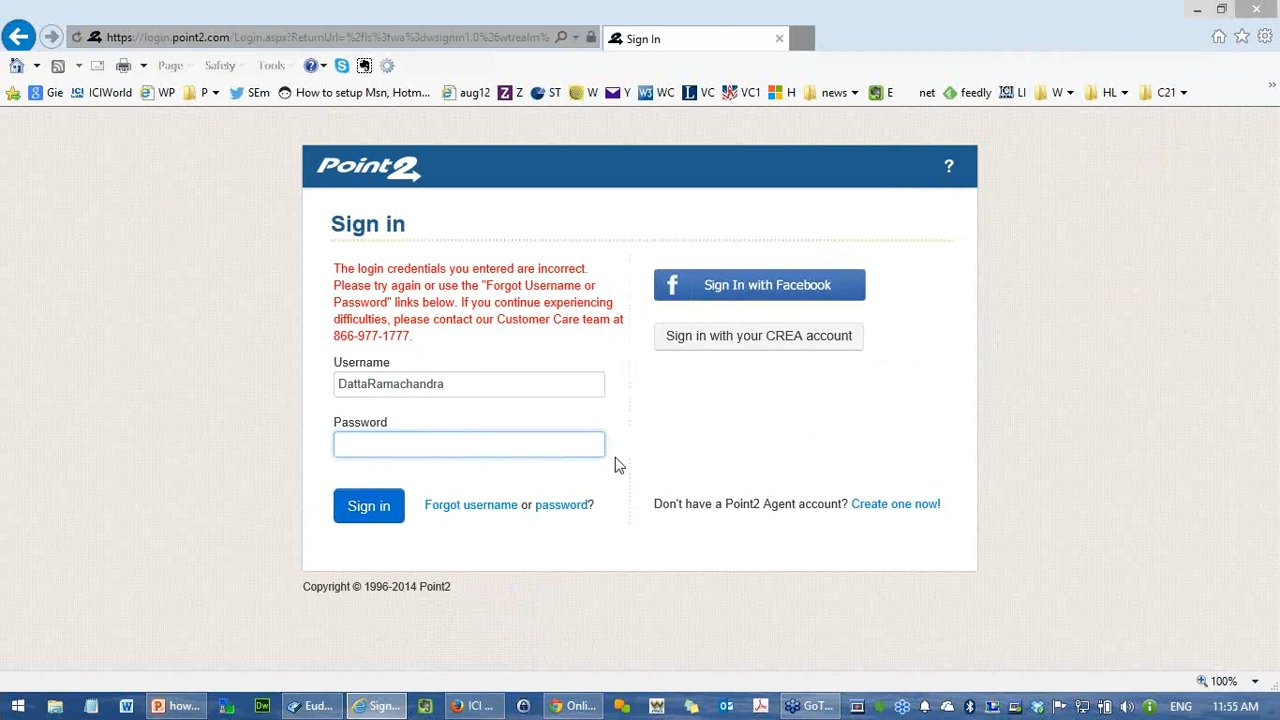 https://login.point2.com/Login.aspx?ReturnUrl=%2fls%3fwa%3dwsignin1.0%26wtrealm%
Sign In
Page
Safety
Tools
Gie
ICIWorld
WP
P
SEm
How to setup Msn, Hotm...
aug12
Z
ST
W
Y
WC
VC
VC1
H
news
E
net
feedly
LI
W
HL
C21
Point2
?
Sign in
The login credentials you entered are incorrect.
Please try again or use the "Forgot Username or
Password" links below. If you continue experiencing
difficulties, please contact our Customer Care team at
866-977-1777.
Username
DattaRamachandra
Password
Sign in
Forgot username or password?
Sign In with Facebook
Sign in with your CREA account
Don't have a Point2 Agent account? Create one now!
Copyright © 1996-2014 Point2
100%
how...
Eud...
Sign...
ICI ...
Onli...
GoT...
ENG
11:55 AM